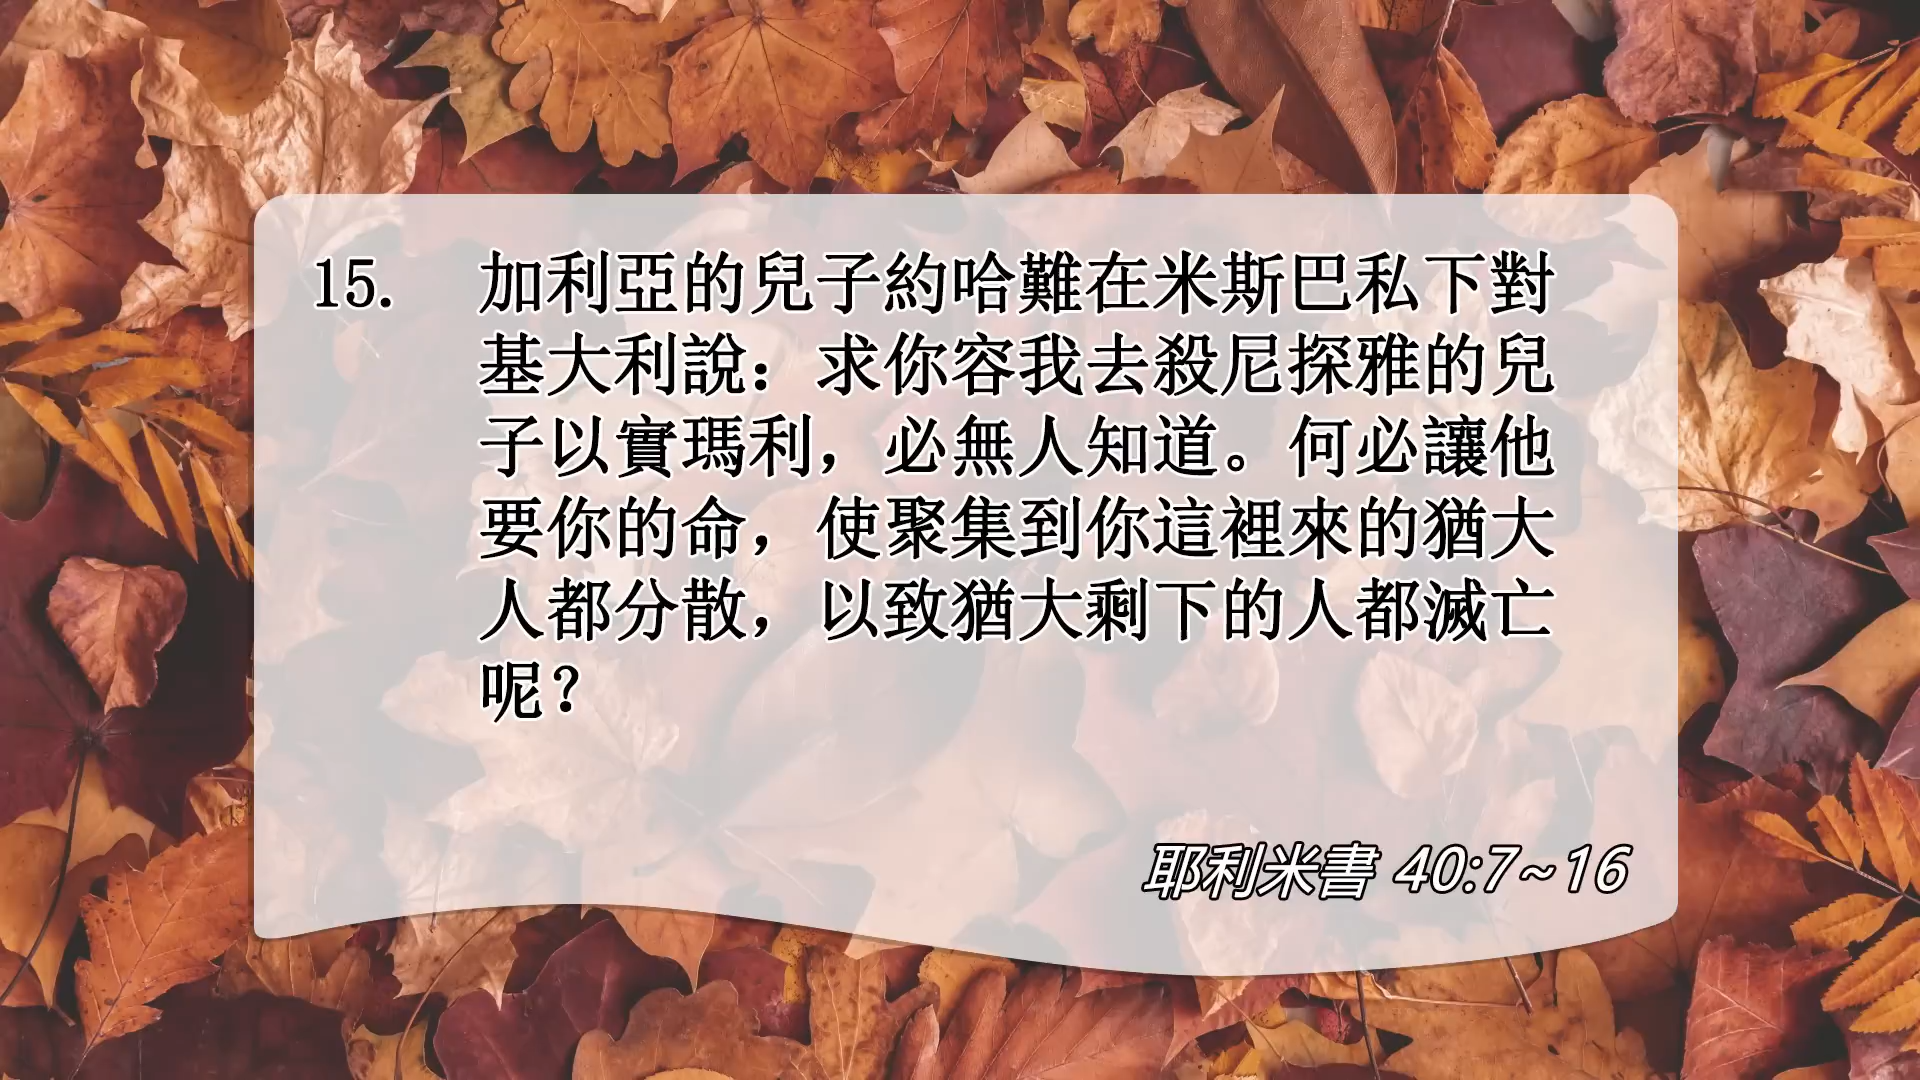 15. 加利亞的兒子約哈難在米斯巴私下對
基大利說：求你容我去殺尼探雅的兒
子以實瑪利，必無人知道。何必讓他
要你的命，使聚集到你這裡來的猶大
人都分散，以致猶大剩下的人都滅亡
呢？
耶利米書 40:7~16